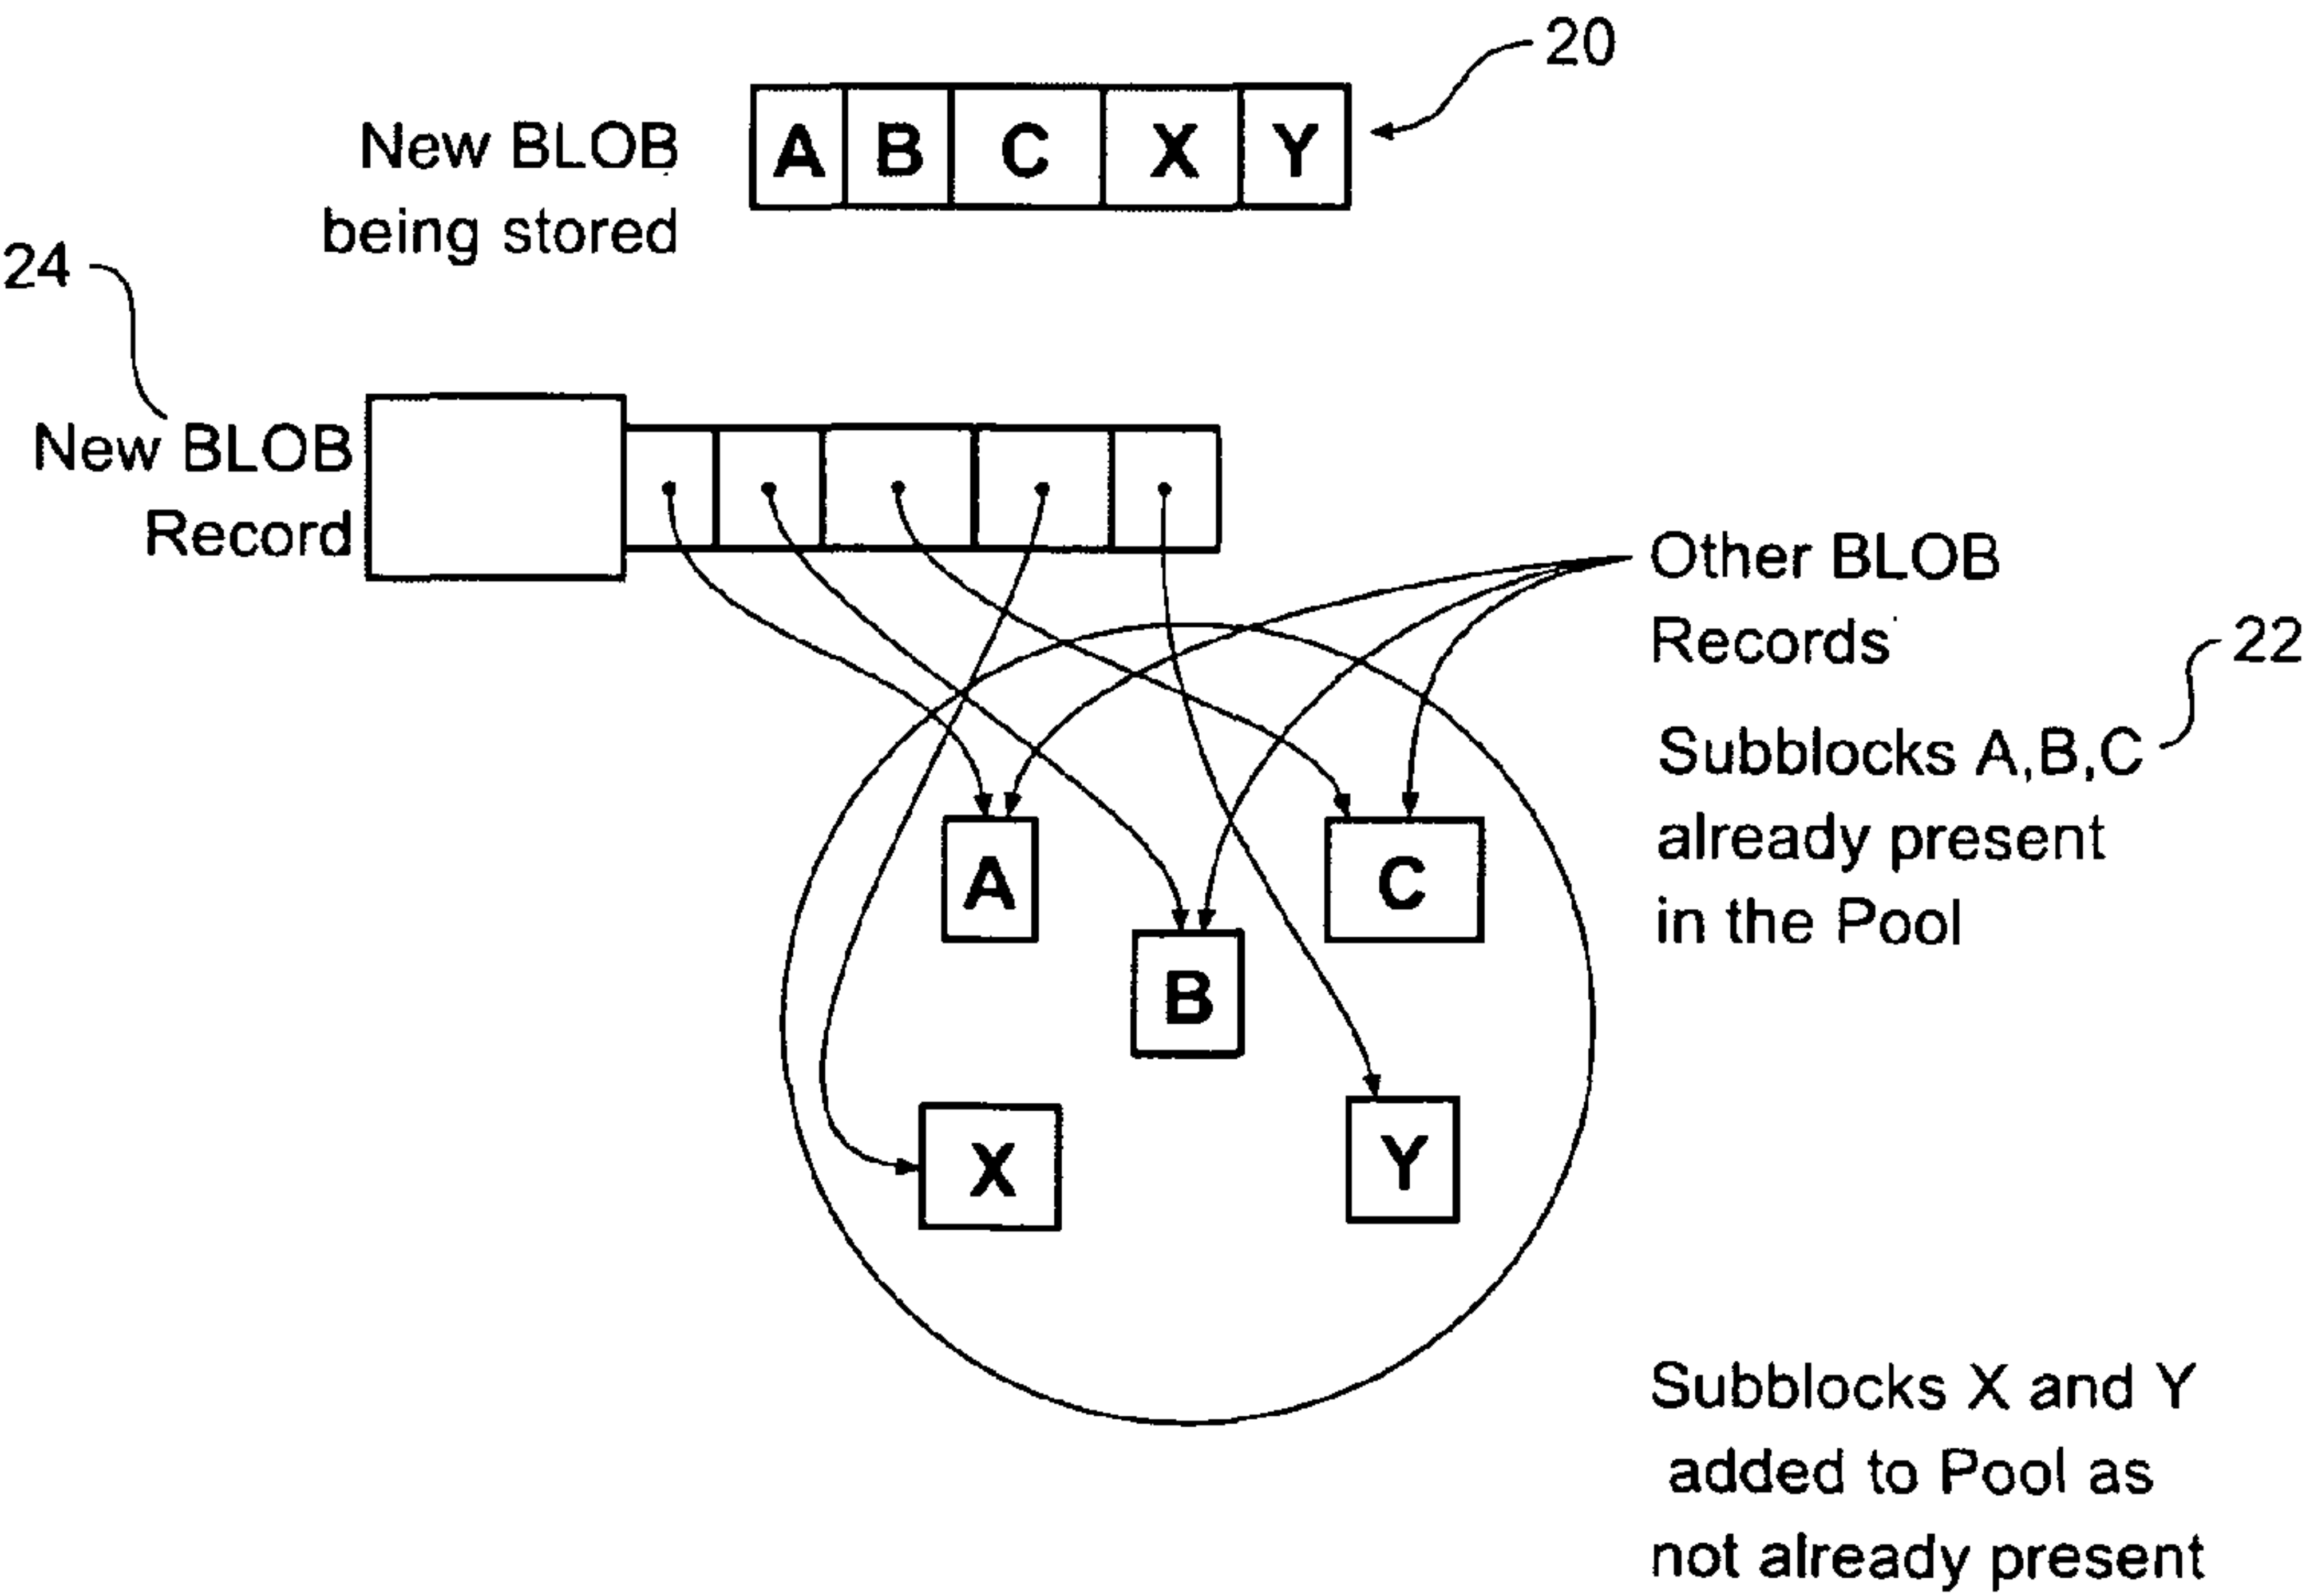 20
A B C X Y
New BLOB
being stored
24
New BLOB
Record
Other BLOB
Records
22
Subblocks A,B,C
already present
in the Pool
A
C
B
X
Y
Subblocks X and Y
added to Pool as
not already present